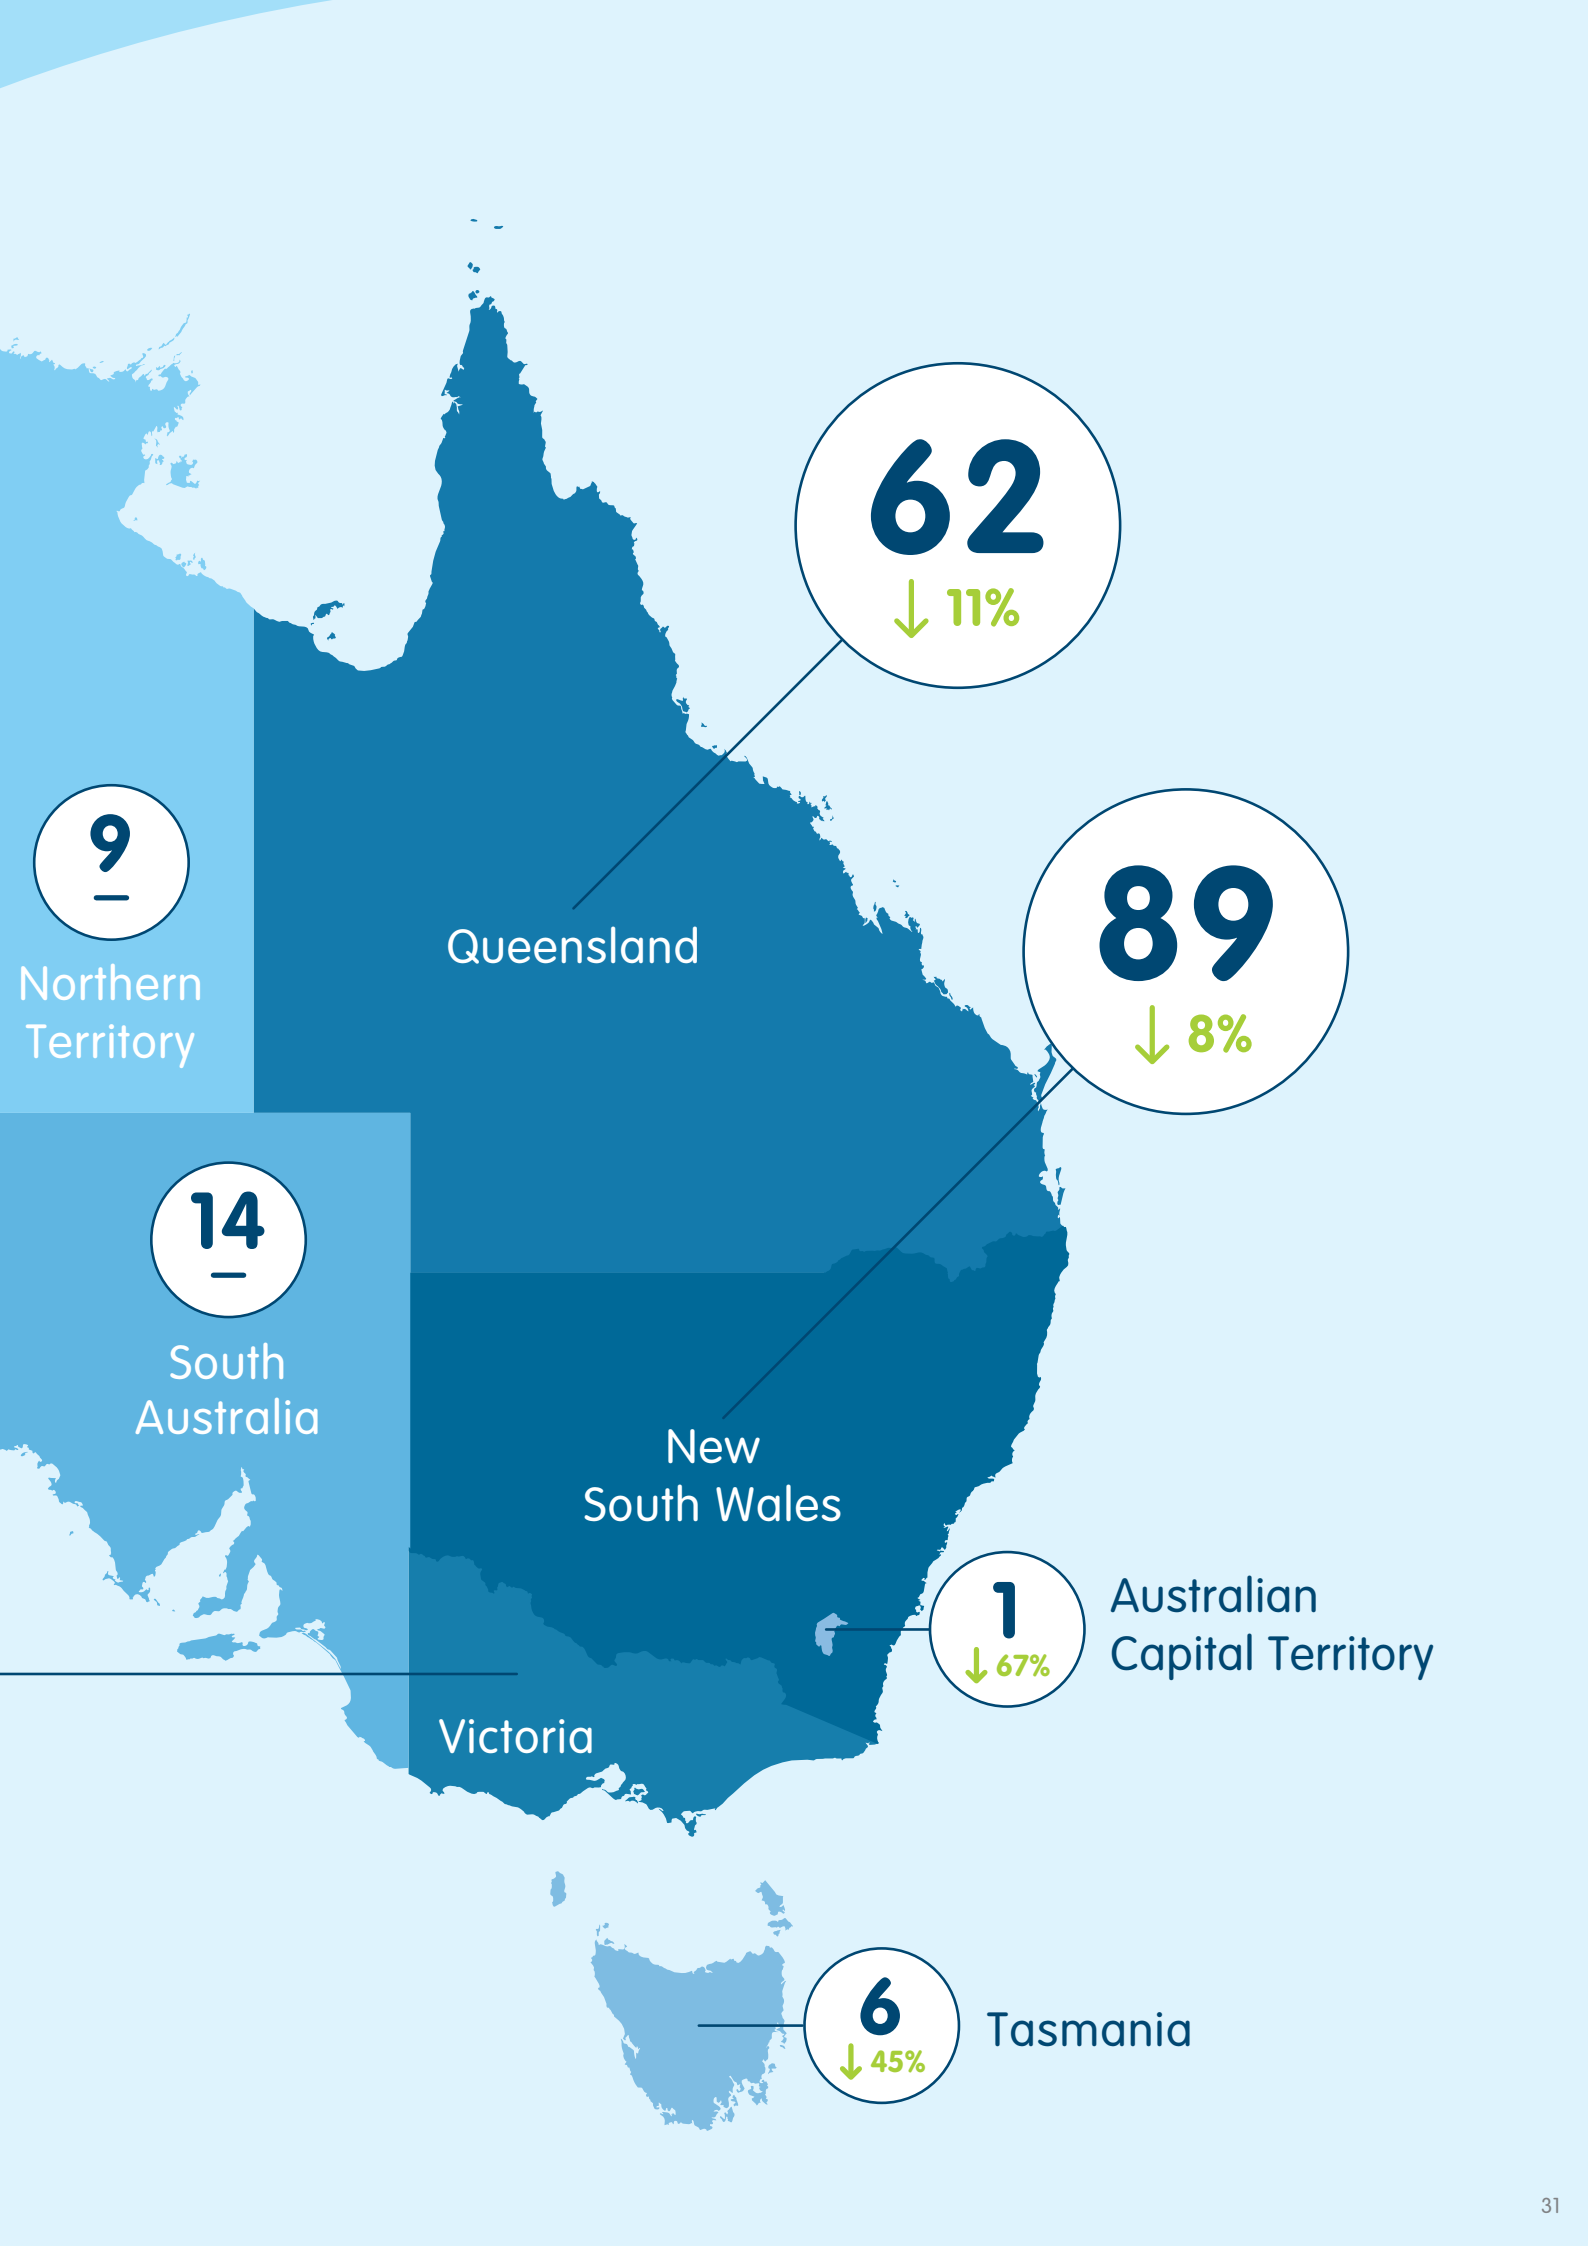 62
↓ 11%
9
–
Northern
Territory
Queensland
89
↓ 8%
14
–
South
Australia
New
South Wales
1
↓ 67%
Australian
Capital Territory
Victoria
6
↓ 45%
Tasmania
31